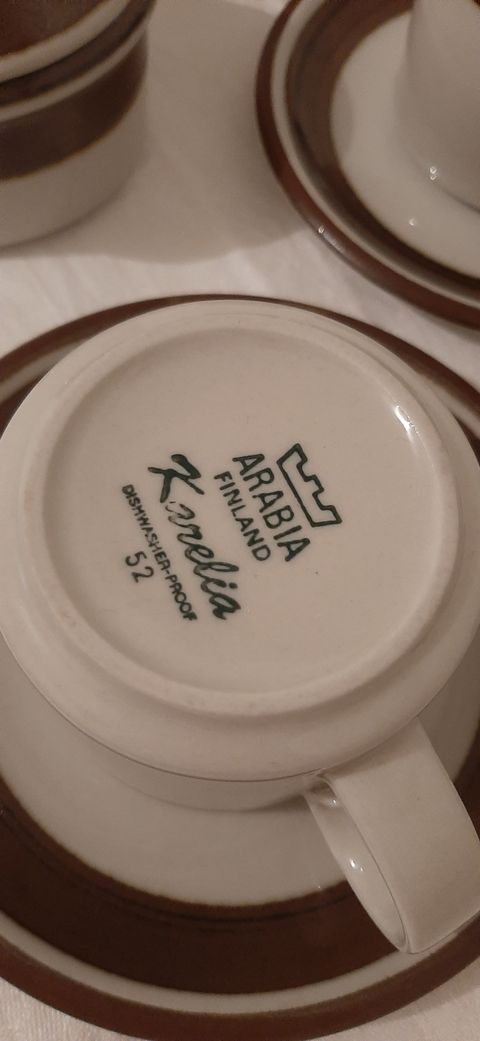 ARABIA
FINLAND
Karelia
DISHWASHER-PROOF
52